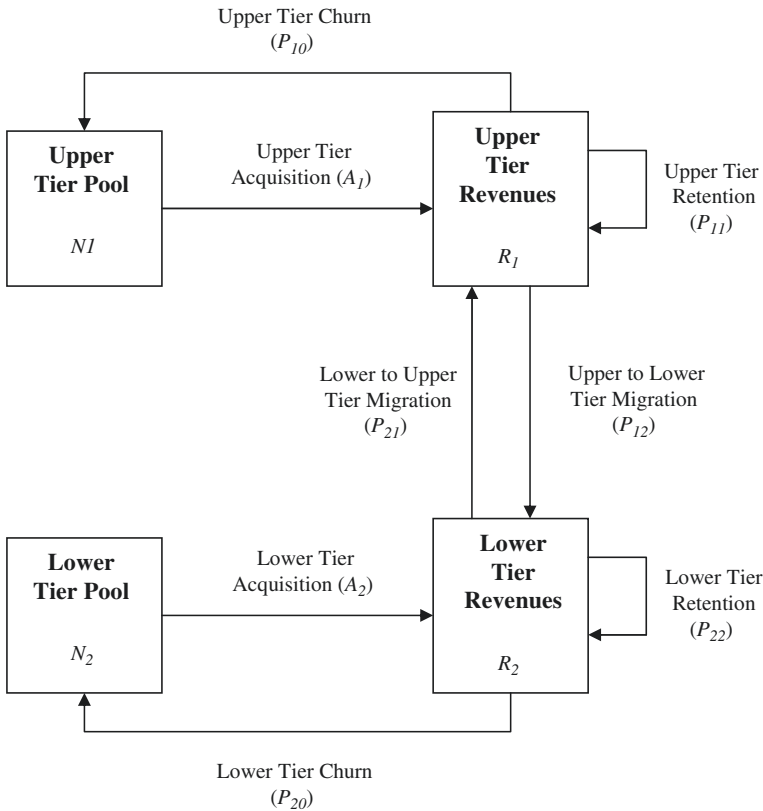 Upper Tier Churn
(P10)
Upper
Tier Pool
N1
Upper Tier
Acquisition (A1)
Upper
Tier
Revenues
R1
Upper Tier
Retention
(P11)
Lower to Upper
Tier Migration
(P21)
Upper to Lower
Tier Migration
(P12)
Lower
Tier Pool
N2
Lower Tier
Acquisition (A2)
Lower
Tier
Revenues
R2
Lower Tier
Retention
(P22)
Lower Tier Churn
(P20)